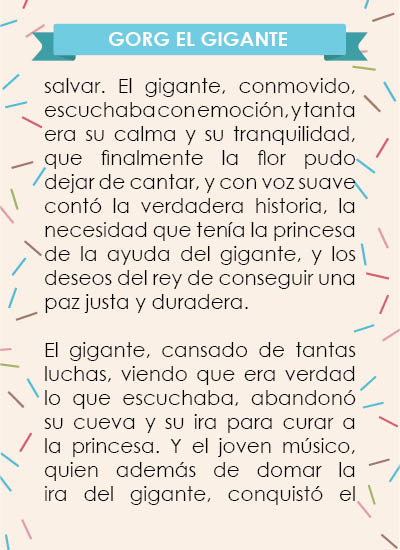 GORG EL GIGANTE
salvar. El gigante, conmovido,
escuchaba con emoción, y tanta
era su calma y su tranquilidad,
que finalmente la flor pudo
dejar de cantar, y con voz suave
contó la verdadera historia, la
necesidad que tenía la princesa
de la ayuda del gigante, y los
deseos del rey de conseguir una
paz justa y duradera.
El gigante, cansado de tantas
luchas, viendo que era verdad
lo que escuchaba, abandonó
su cueva y su ira para curar a
la princesa. Y el joven músico,
quien además de domar la
ira del gigante, conquistó el